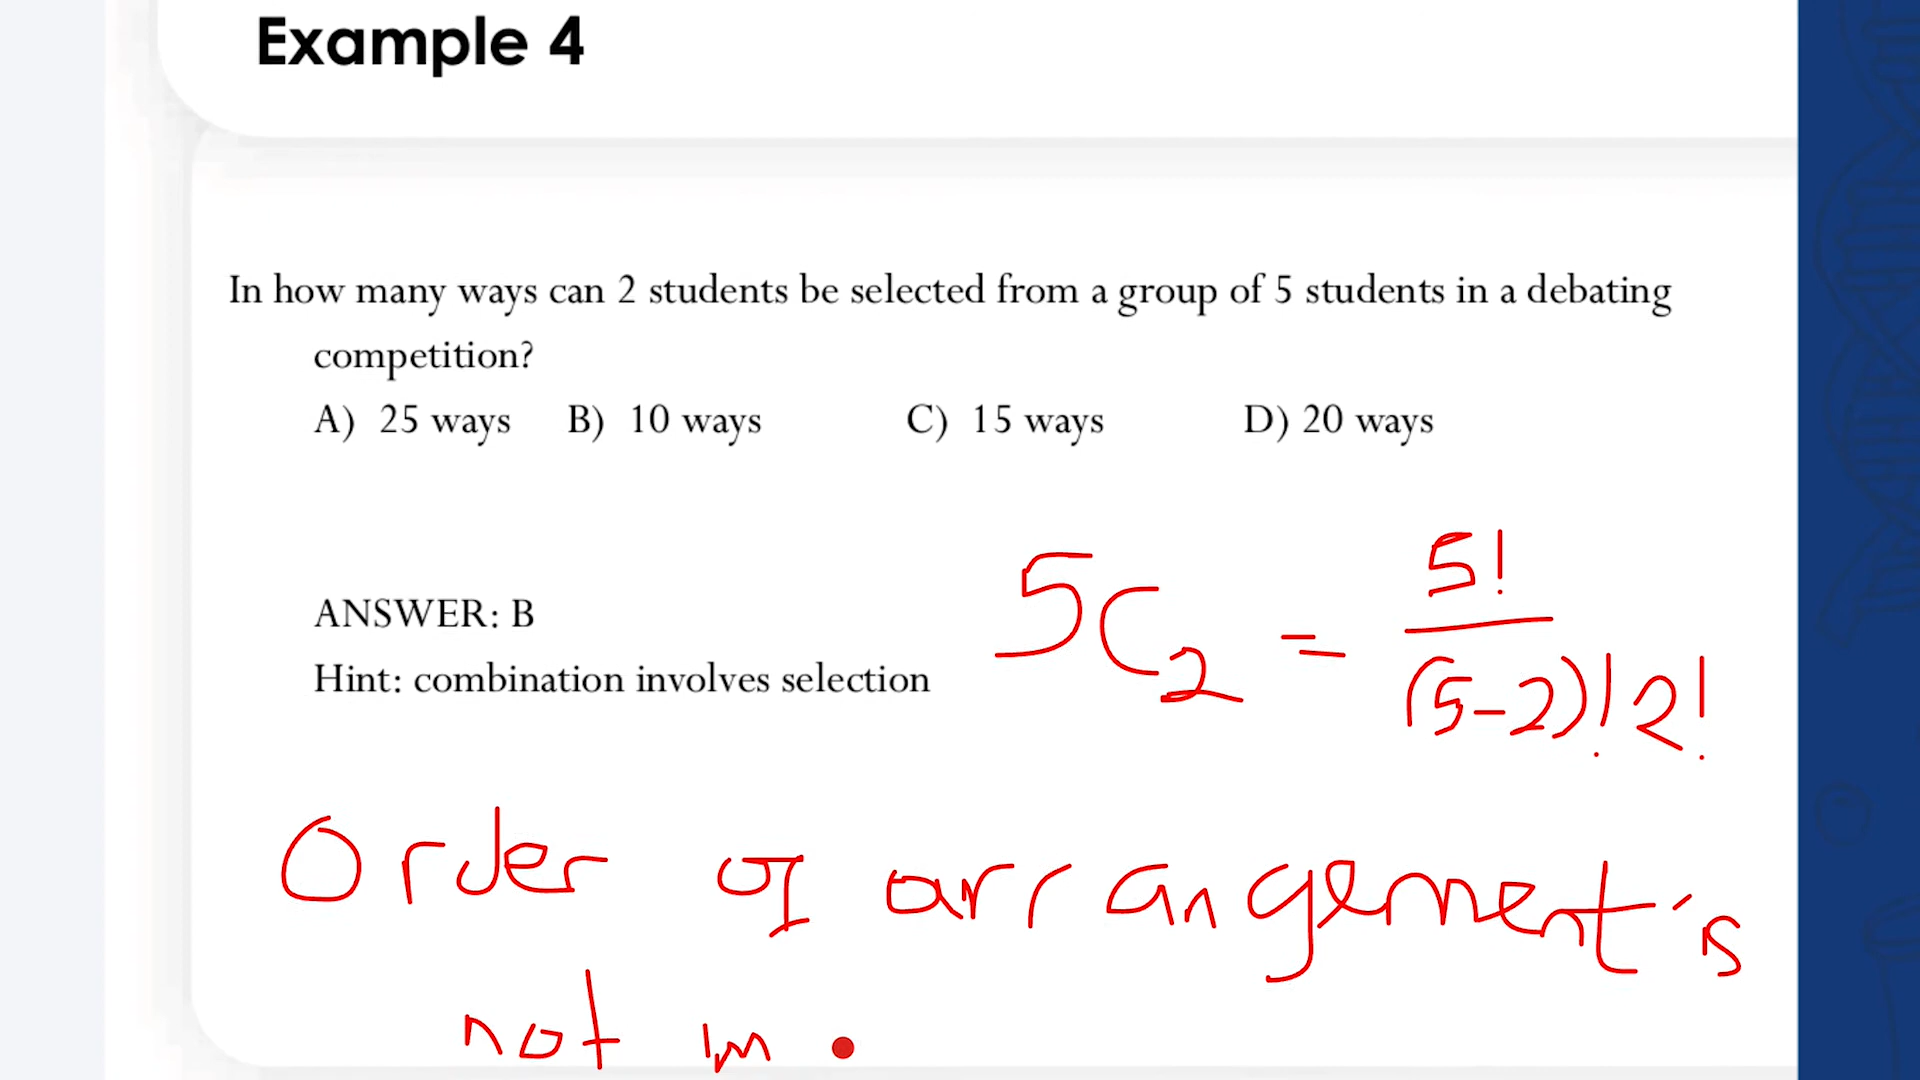 Example 4
In how many ways can 2 students be selected from a group of 5 students in a debating
competition?
A) 25 ways B) 10 ways C) 15 ways D) 20 ways
ANSWER: B
Hint: combination involves selection
5C2 = 5! / (5-2)! 2!
Order of arrangement is
not im